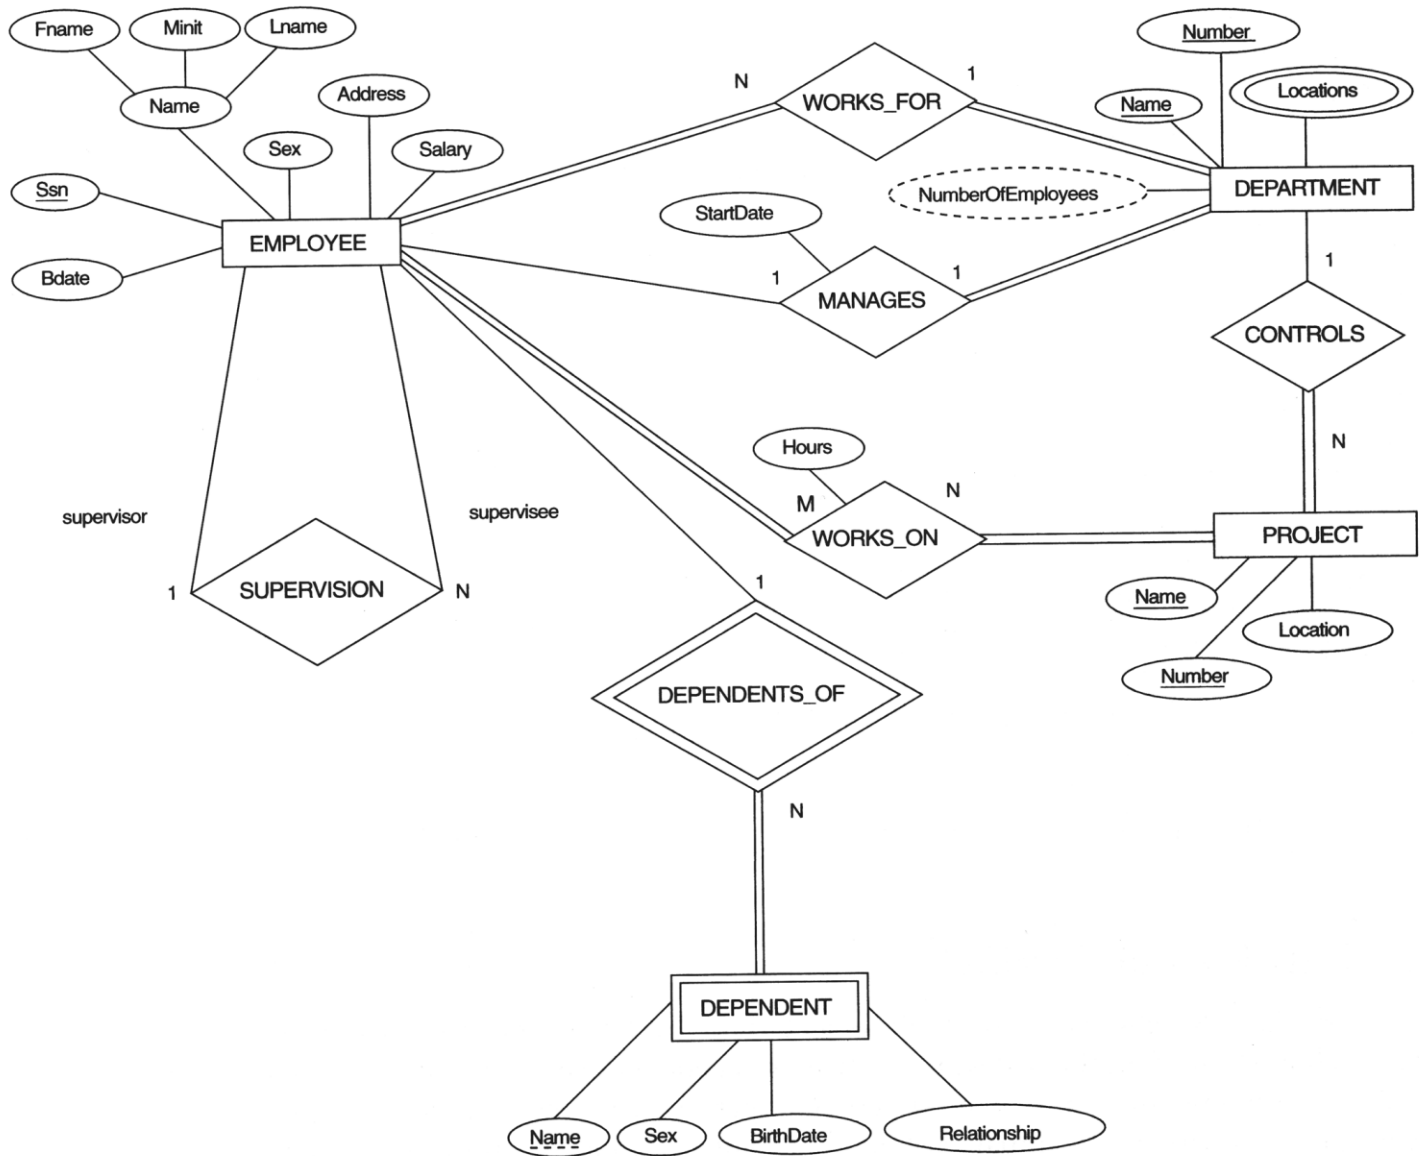 Fname
Minit
Lname
Number
N
1
WORKS_FOR
Name
Locations
Name
Address
Sex
Salary
DEPARTMENT
Ssn
NumberOfEmployees
StartDate
EMPLOYEE
Bdate
1
1
MANAGES
1
CONTROLS
Hours
N
M
N
supervisor
supervisee
WORKS_ON
PROJECT
1
SUPERVISION
N
1
Name
Location
Number
DEPENDENTS_OF
N
DEPENDENT
Name
Sex
BirthDate
Relationship